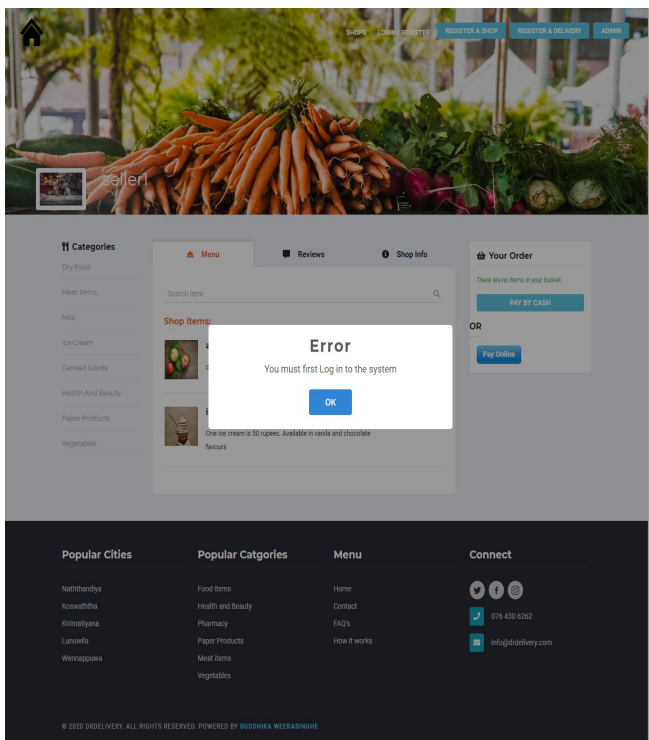 SHOPS LOGIN / REGISTER REGISTER A SHOP REGISTER A DELIVERY ADMIN
seller1
Categories
Dry Food
Meat Items
Milk
Ice Cream
Canned Goods
Health And Beauty
Paper Products
Vegetables
Menu Reviews Shop Info
Search item
Shop items:
Error
You must first Log in to the system
OK
One ice cream is 50 rupees. Available in vanila and chocolate
favours
Your Order
There are no items in your basket.
PAY BY CASH
OR
Pay Online
Popular Cities
Naththandiya
Koswaththa
Kirimatiyana
Lunuwila
Wennappuwa
Popular Catgories
Food items
Health and Beauty
Pharmacy
Paper Products
Meat items
Vegetables
Menu
Home
Contact
FAQ's
How it works
Connect
076 430 6262
info@drdelivery.com
© 2020 DRDELIVERY. ALL RIGHTS RESERVED. POWERED BY BUDDHIKA WEERASINGHE